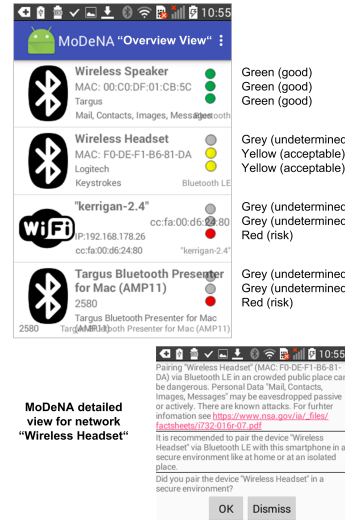 10:55
MoDeNA "Overview View"
Wireless Speaker
MAC: 00:C0:DF:01:CB:5C
Targus
Mail, Contacts, Images, Messages
Bluetooth
Green (good)
Green (good)
Green (good)
Wireless Headset
MAC: F0-DE-F1-B6-81-DA
Logitech
Keystrokes
Bluetooth LE
Grey (undetermined
Yellow (acceptable)
Yellow (acceptable)
WiFi
"kerrigan-2.4"
cc:fa:00:d6:24:80
IP:192.168.178.26
cc:fa:00:d6:24:80
"kerrigan-2.4"
Grey (undetermined
Grey (undetermined
Red (risk)
Targus Bluetooth Presenter
for Mac (AMP11)
2580
Targus Bluetooth Presenter for Mac
(AMP11)
2580
Targus Bluetooth Presenter for Mac (AMP11)
Grey (undetermined
Grey (undetermined
Red (risk)
MoDeNA detailed
view for network
"Wireless Headset"
10:55
Pairing "Wireless Headset" (MAC: F0-DE-F1-B6-81-
DA) via Bluetooth LE in an crowded public place can
be dangerous. Personal Data "Mail, Contacts,
Images, Messages" may be eavesdropped passive
or actively. There are known attacks. For furhter
infomation see https://www.nsa.gov/ia/_files/
factsheets/i732-016r-07.pdf
It is recommended to pair the device "Wireless
Headset" via Bluetooth LE with this smartphone in a
secure environment like at home or at an isolated
place.
Did you pair the device "Wireless Headset" in a
secure environment?
OK
Dismiss